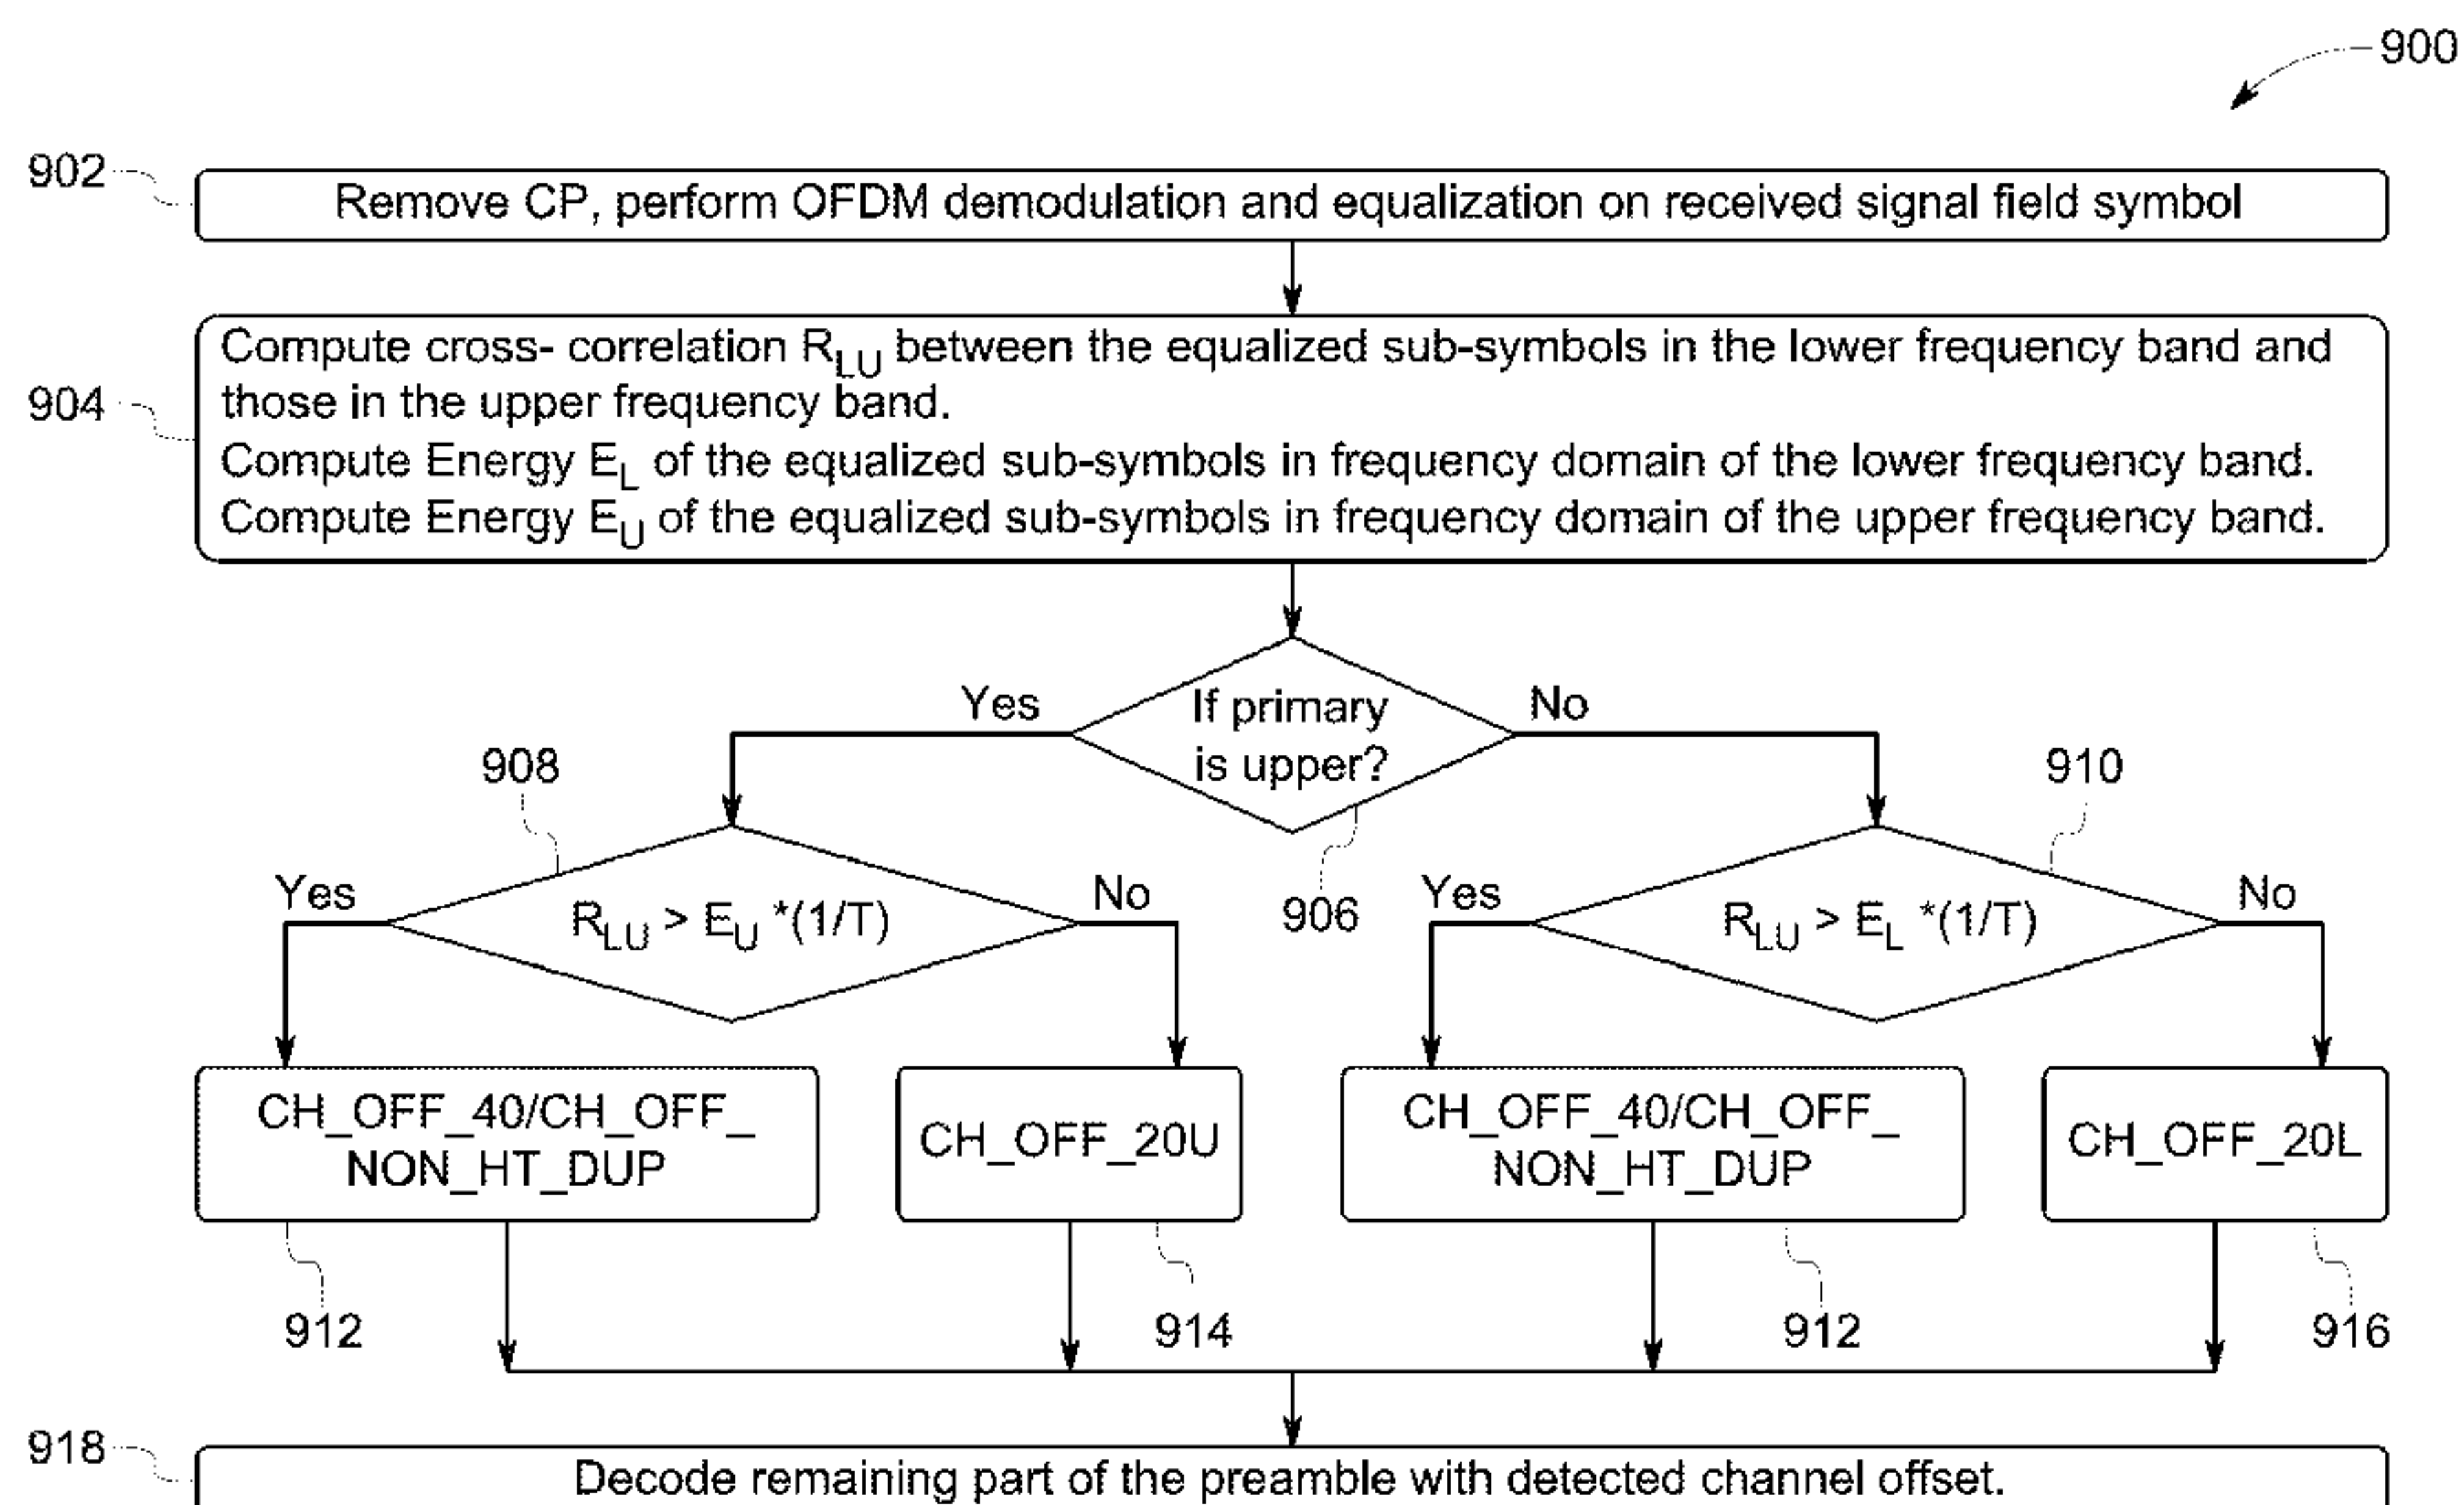 900
902
Remove CP, perform OFDM demodulation and equalization on received signal field symbol
904
Compute cross- correlation R_LU between the equalized sub-symbols in the lower frequency band and
those in the upper frequency band.
Compute Energy E_L of the equalized sub-symbols in frequency domain of the lower frequency band.
Compute Energy E_U of the equalized sub-symbols in frequency domain of the upper frequency band.
Yes
If primary
is upper?
No
906
908
Yes
R_LU > E_U *(1/T)
No
910
Yes
R_LU > E_L *(1/T)
No
CH_OFF_40/CH_OFF_
NON_HT_DUP
912
CH_OFF_20U
914
CH_OFF_40/CH_OFF_
NON_HT_DUP
912
CH_OFF_20L
916
918
Decode remaining part of the preamble with detected channel offset.